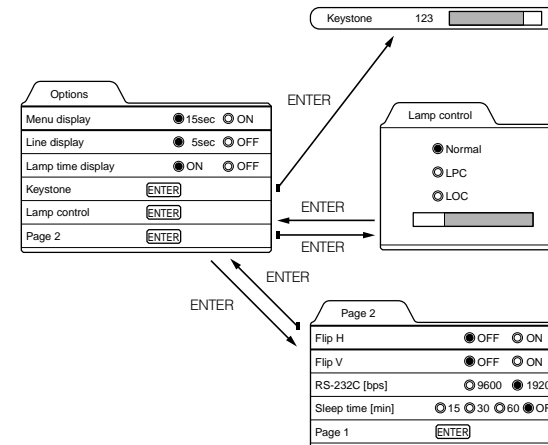 Keystone 123
Options
Menu display 15sec ON
Line display 5sec OFF
Lamp time display ON OFF
Keystone ENTER
Lamp control ENTER
Page 2 ENTER
ENTER
Lamp control
Normal
LPC
LOC
ENTER
ENTER
ENTER
ENTER
Page 2
Flip H OFF ON
Flip V OFF ON
RS-232C [bps] 9600 1920
Sleep time [min] 15 30 60 OF
Page 1 ENTER